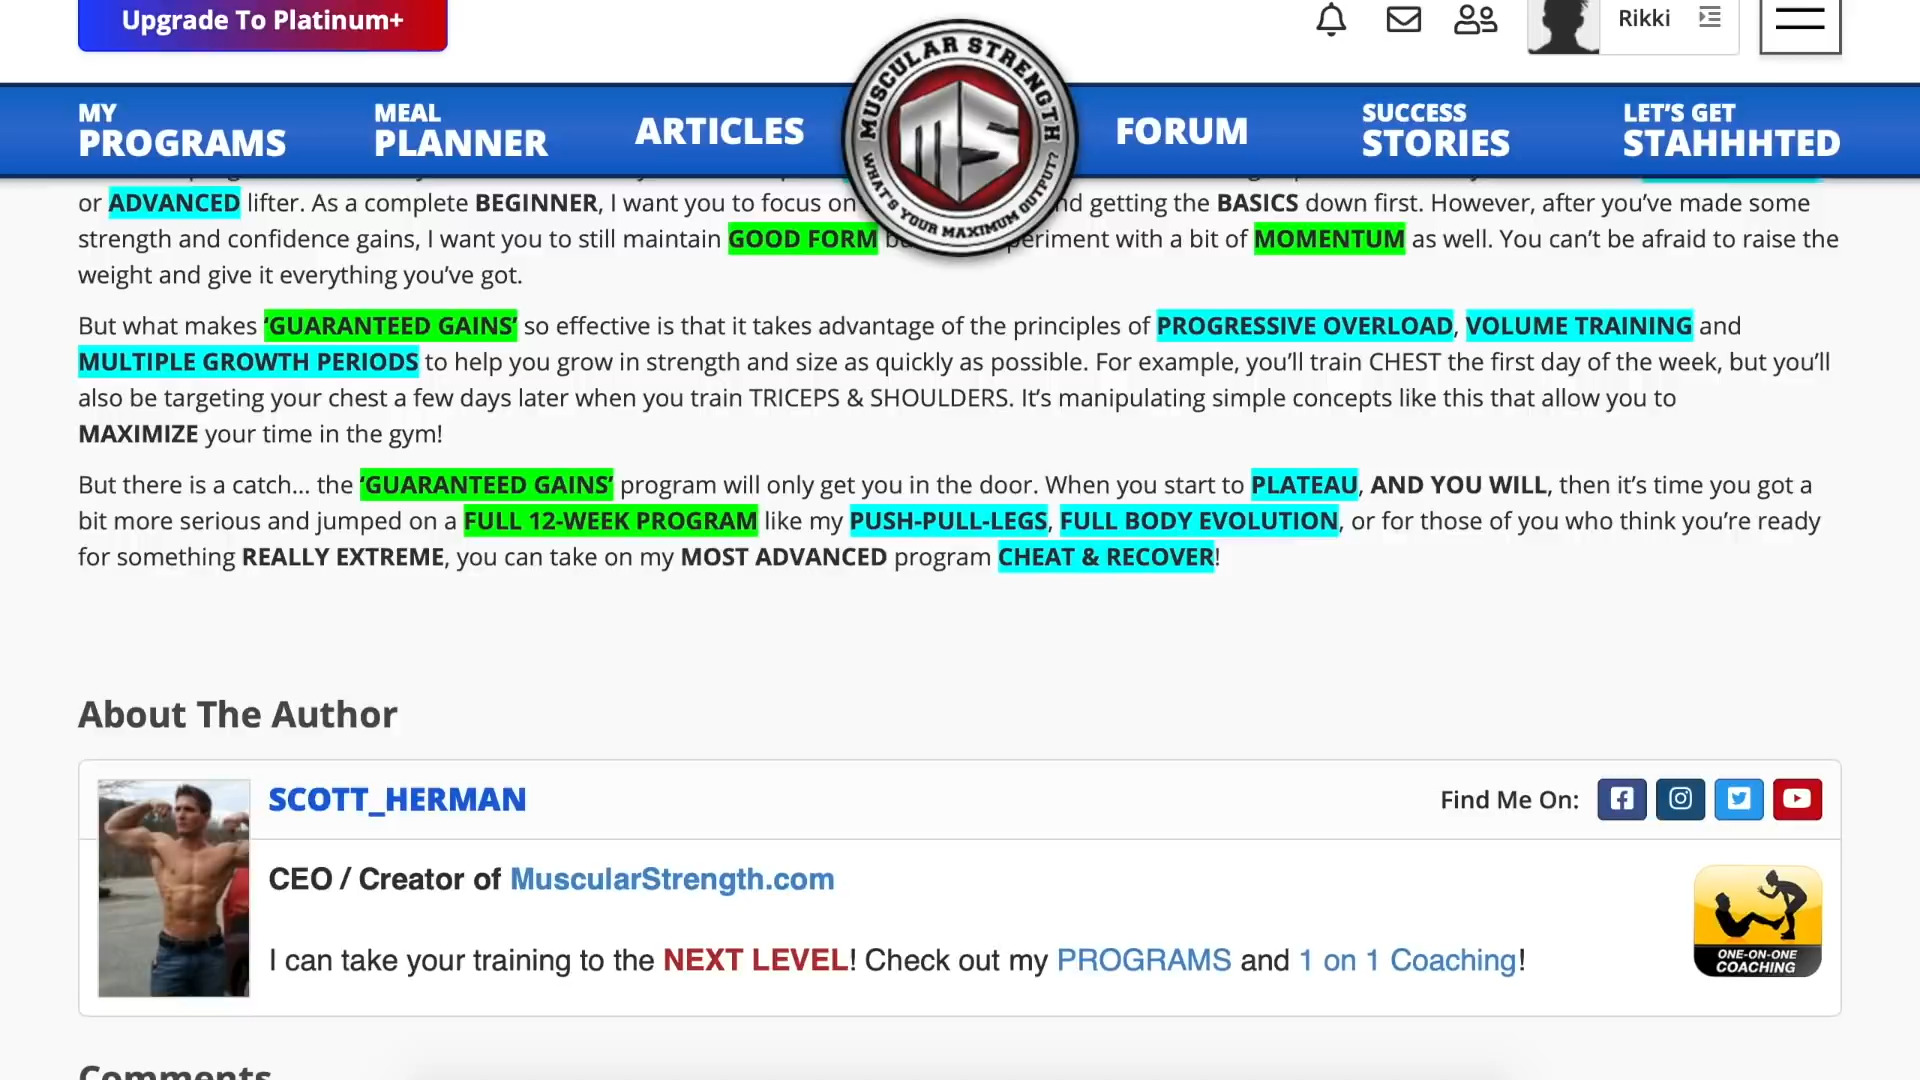 Upgrade To Platinum+
Rikki
MY
PROGRAMS
MEAL
PLANNER
ARTICLES
MUSCULAR STRENGTH
MS
WHAT'S YOUR MAXIMUM OUTPUT?
FORUM
SUCCESS
STORIES
LET'S GET
STAHHHTED
or ADVANCED lifter. As a complete BEGINNER, I want you to focus on nd getting the BASICS down first. However, after you've made some
strength and confidence gains, I want you to still maintain GOOD FORM periment with a bit of MOMENTUM as well. You can't be afraid to raise the
weight and give it everything you've got.
But what makes 'GUARANTEED GAINS' so effective is that it takes advantage of the principles of PROGRESSIVE OVERLOAD, VOLUME TRAINING and
MULTIPLE GROWTH PERIODS to help you grow in strength and size as quickly as possible. For example, you'll train CHEST the first day of the week, but you'll
also be targeting your chest a few days later when you train TRICEPS & SHOULDERS. It's manipulating simple concepts like this that allow you to
MAXIMIZE your time in the gym!
But there is a catch... the 'GUARANTEED GAINS' program will only get you in the door. When you start to PLATEAU, AND YOU WILL, then it's time you got a
bit more serious and jumped on a FULL 12-WEEK PROGRAM like my PUSH-PULL-LEGS, FULL BODY EVOLUTION, or for those of you who think you're ready
for something REALLY EXTREME, you can take on my MOST ADVANCED program CHEAT & RECOVER!
About The Author
SCOTT_HERMAN
Find Me On:
CEO / Creator of MuscularStrength.com
I can take your training to the NEXT LEVEL! Check out my PROGRAMS and 1 on 1 Coaching!
ONE-ON-ONE
COACHING
Comments